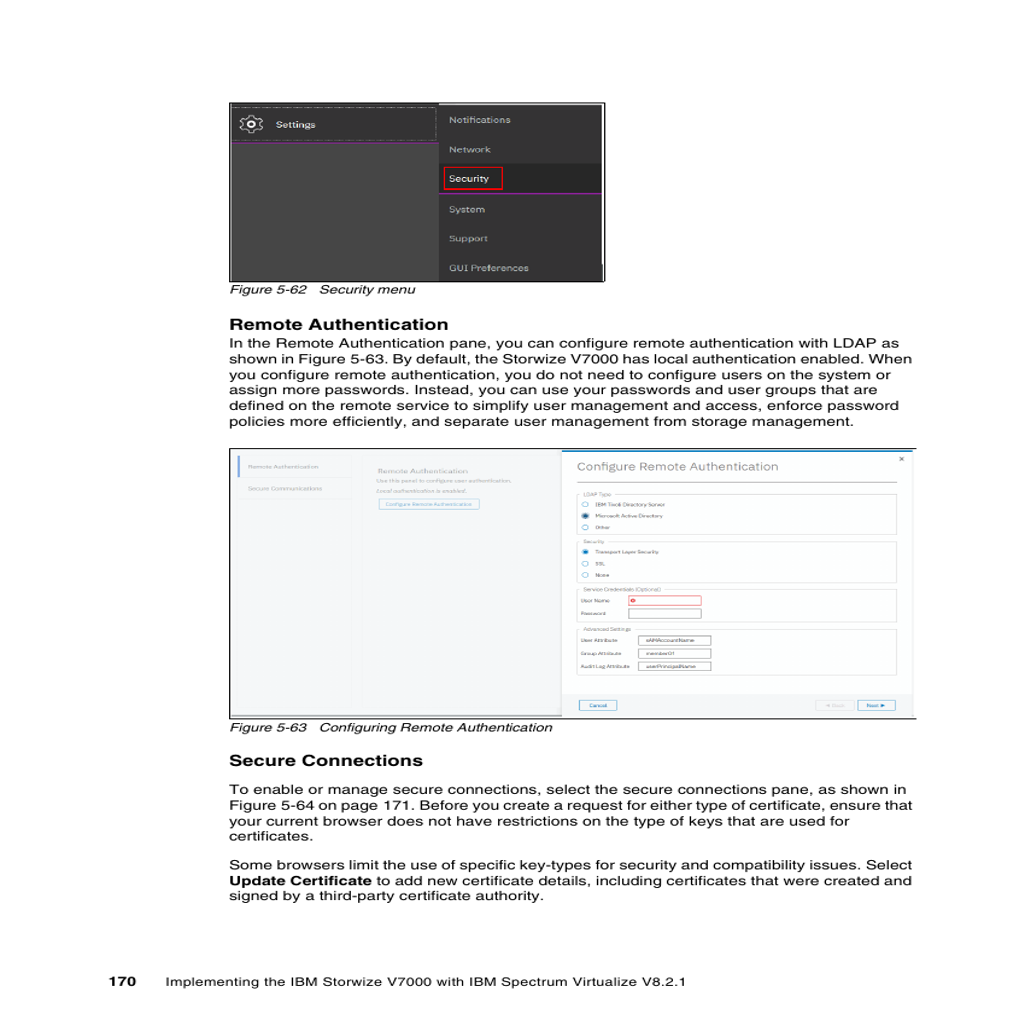 Settings
Notifications
Network
Security
System
Support
GUI Preferences
Figure 5-62 Security menu
Remote Authentication
In the Remote Authentication pane, you can configure remote authentication with LDAP as
shown in Figure 5-63. By default, the Storwize V7000 has local authentication enabled. When
you configure remote authentication, you do not need to configure users on the system or
assign more passwords. Instead, you can use your passwords and user groups that are
defined on the remote service to simplify user management and access, enforce password
policies more efficiently, and separate user management from storage management.
Remote Authentication
Secure Communications
Remote Authentication
Use this panel to configure user authentication.
Local authentication is enabled.
Configure Remote Authentication
Configure Remote Authentication
LDAP Type
IBM Tivoli Directory Server
Microsoft Active Directory
Other
Security
Transport Layer Security
SSL
None
Service Credentials (Optional)
User Name
Password
Advanced Settings
User Attribute sAMAccountName
Group Attribute memberOf
Audit Log Attribute userPrincipalName
Cancel
Back
Next
Figure 5-63 Configuring Remote Authentication
Secure Connections
To enable or manage secure connections, select the secure connections pane, as shown in
Figure 5-64 on page 171. Before you create a request for either type of certificate, ensure that
your current browser does not have restrictions on the type of keys that are used for
certificates.
Some browsers limit the use of specific key-types for security and compatibility issues. Select
Update Certificate to add new certificate details, including certificates that were created and
signed by a third-party certificate authority.
170 Implementing the IBM Storwize V7000 with IBM Spectrum Virtualize V8.2.1